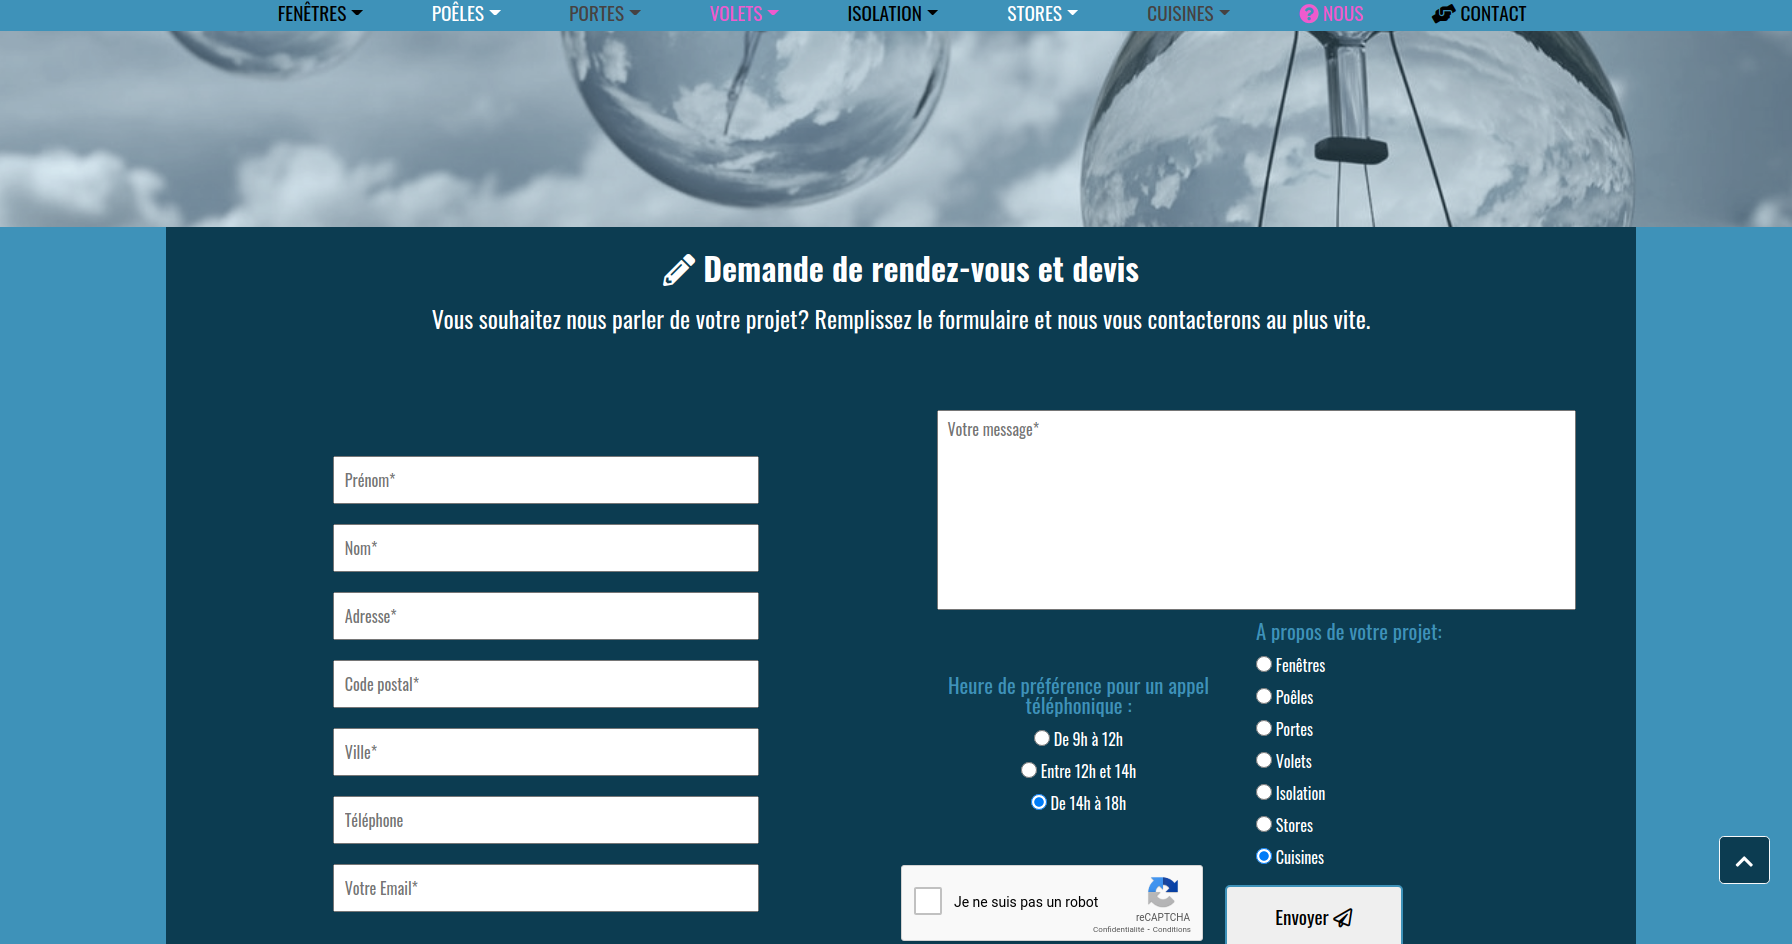 FENÊTRES POÊLES PORTES VOLETS ISOLATION STORES CUISINES NOUS CONTACT
Demande de rendez-vous et devis
Vous souhaitez nous parler de votre projet? Remplissez le formulaire et nous vous contacterons au plus vite.
Prénom*
Nom*
Adresse*
Code postal*
Ville*
Téléphone
Votre Email*
Votre message*
Heure de préférence pour un appel
téléphonique :
De 9h à 12h
Entre 12h et 14h
De 14h à 18h
A propos de votre projet:
Fenêtres
Poêles
Portes
Volets
Isolation
Stores
Cuisines
Je ne suis pas un robot
reCAPTCHA
Confidentialité - Conditions
Envoyer